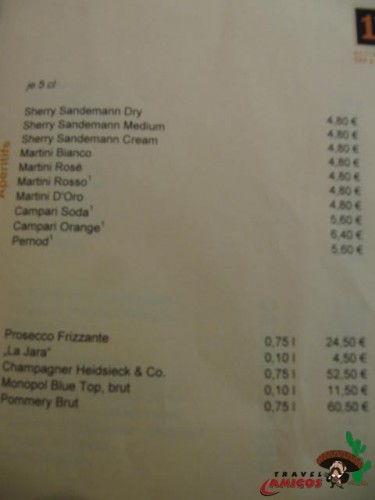 1
je 5 cl
Aperitifs
Sherry Sandemann Dry 4,80 €
Sherry Sandemann Medium 4,80 €
Sherry Sandemann Cream 4,80 €
Martini Bianco 4,80 €
Martini Rosé 4,80 €
Martini Rosso¹ 4,80 €
Martini D'Oro 4,80 €
Campari Soda¹ 5,60 €
Campari Orange¹ 6,40 €
Pernod¹ 5,60 €
Prosecco Frizzante 0,75 l 24,50 €
„La Jara" 0,10 l 4,50 €
Champagner Heidsieck & Co. 0,75 l 52,50 €
Monopol Blue Top, brut 0,10 l 11,50 €
Pommery Brut 0,75 l 60,50 €
TRAVEL
AMIGOS